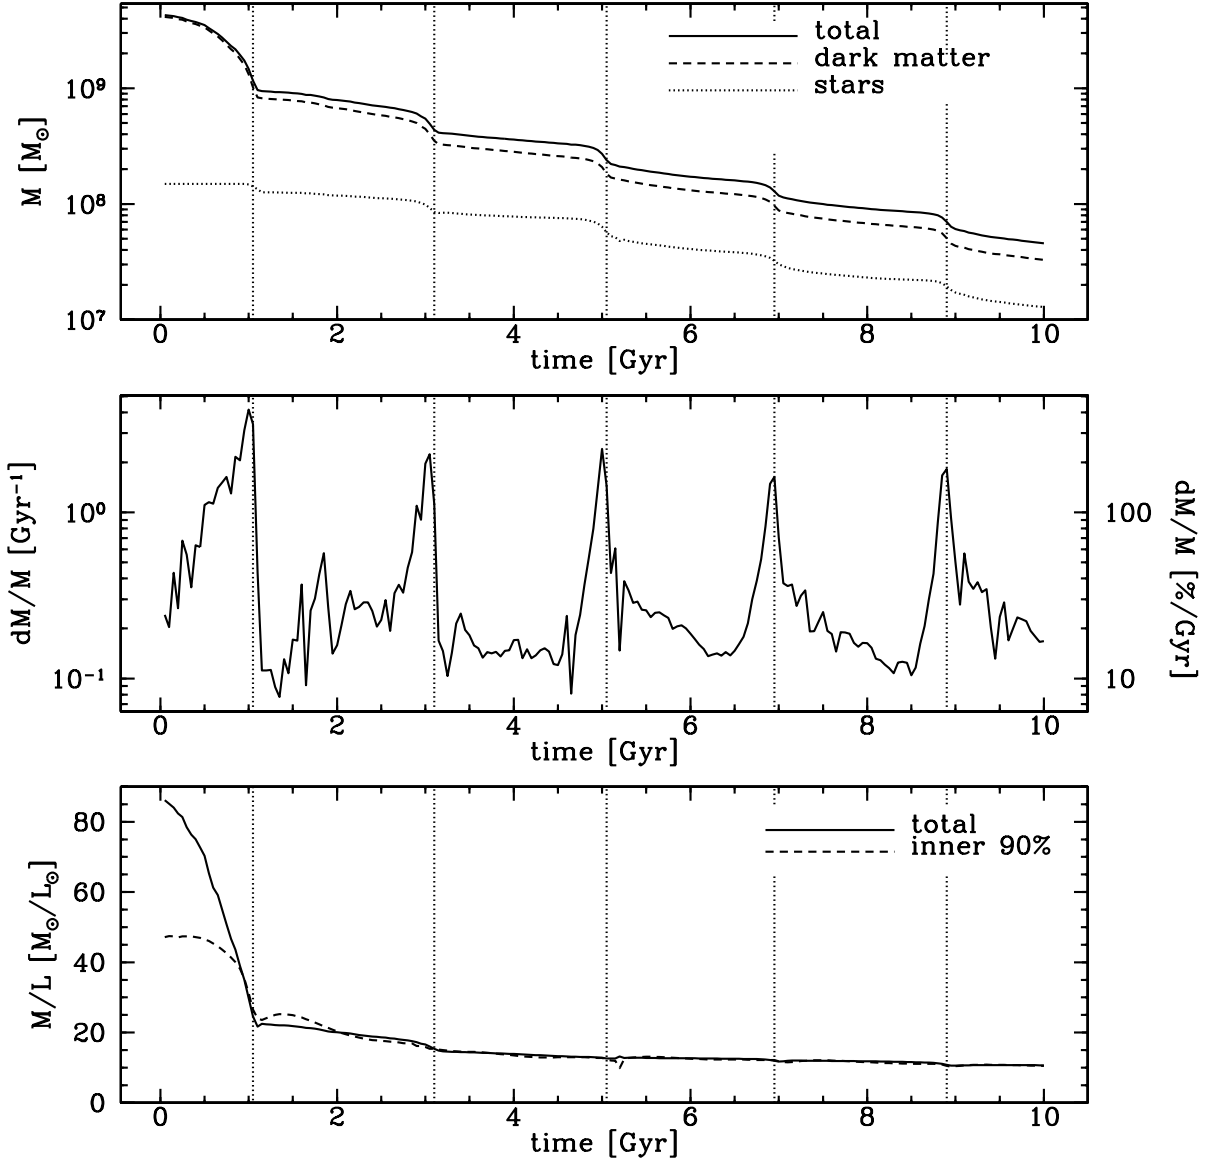 total
dark matter
stars
M [M⊙]
10⁹
10⁸
10⁷
0 2 4 6 8 10
time [Gyr]
dM/M [Gyr⁻¹]
10⁰
10⁻¹
100
10
dM/M [%/Gyr]
0 2 4 6 8 10
time [Gyr]
total
inner 90%
M/L [M⊙/L⊙]
80
60
40
20
0
0 2 4 6 8 10
time [Gyr]